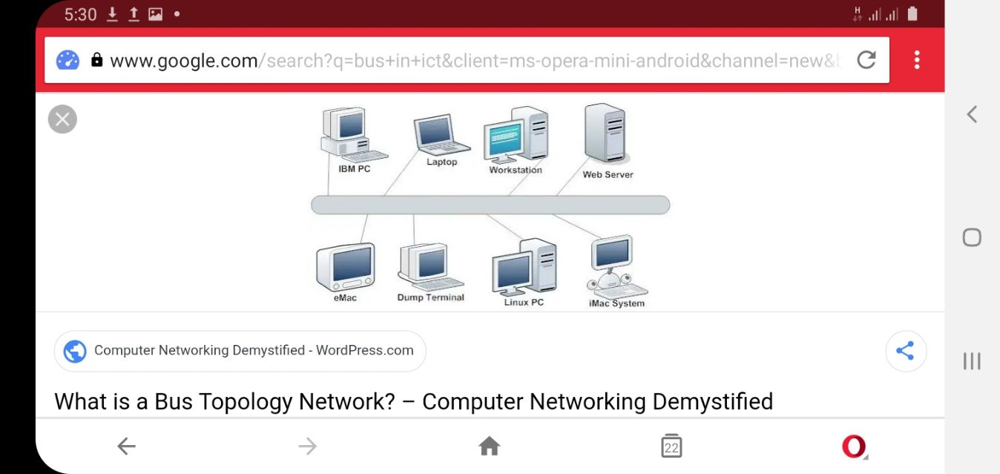 5:30
H
www.google.com/search?q=bus+in+ict&client=ms-opera-mini-android&channel=new&
IBM PC
Laptop
Workstation
Web Server
eMac
Dump Terminal
Linux PC
iMac System
Computer Networking Demystified - WordPress.com
What is a Bus Topology Network? – Computer Networking Demystified
22